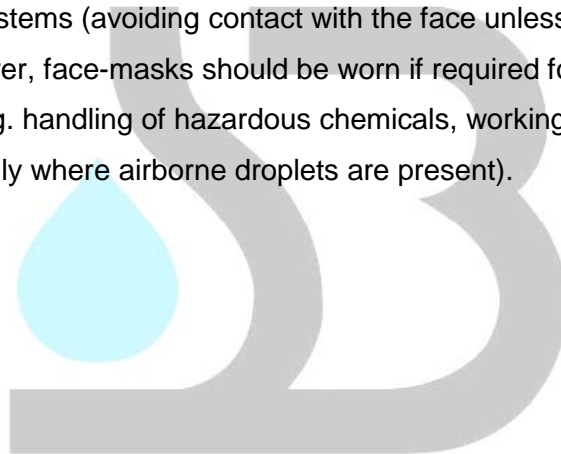 stems (avoiding contact with the face unless
er, face-masks should be worn if required fo
g. handling of hazardous chemicals, working
ly where airborne droplets are present).